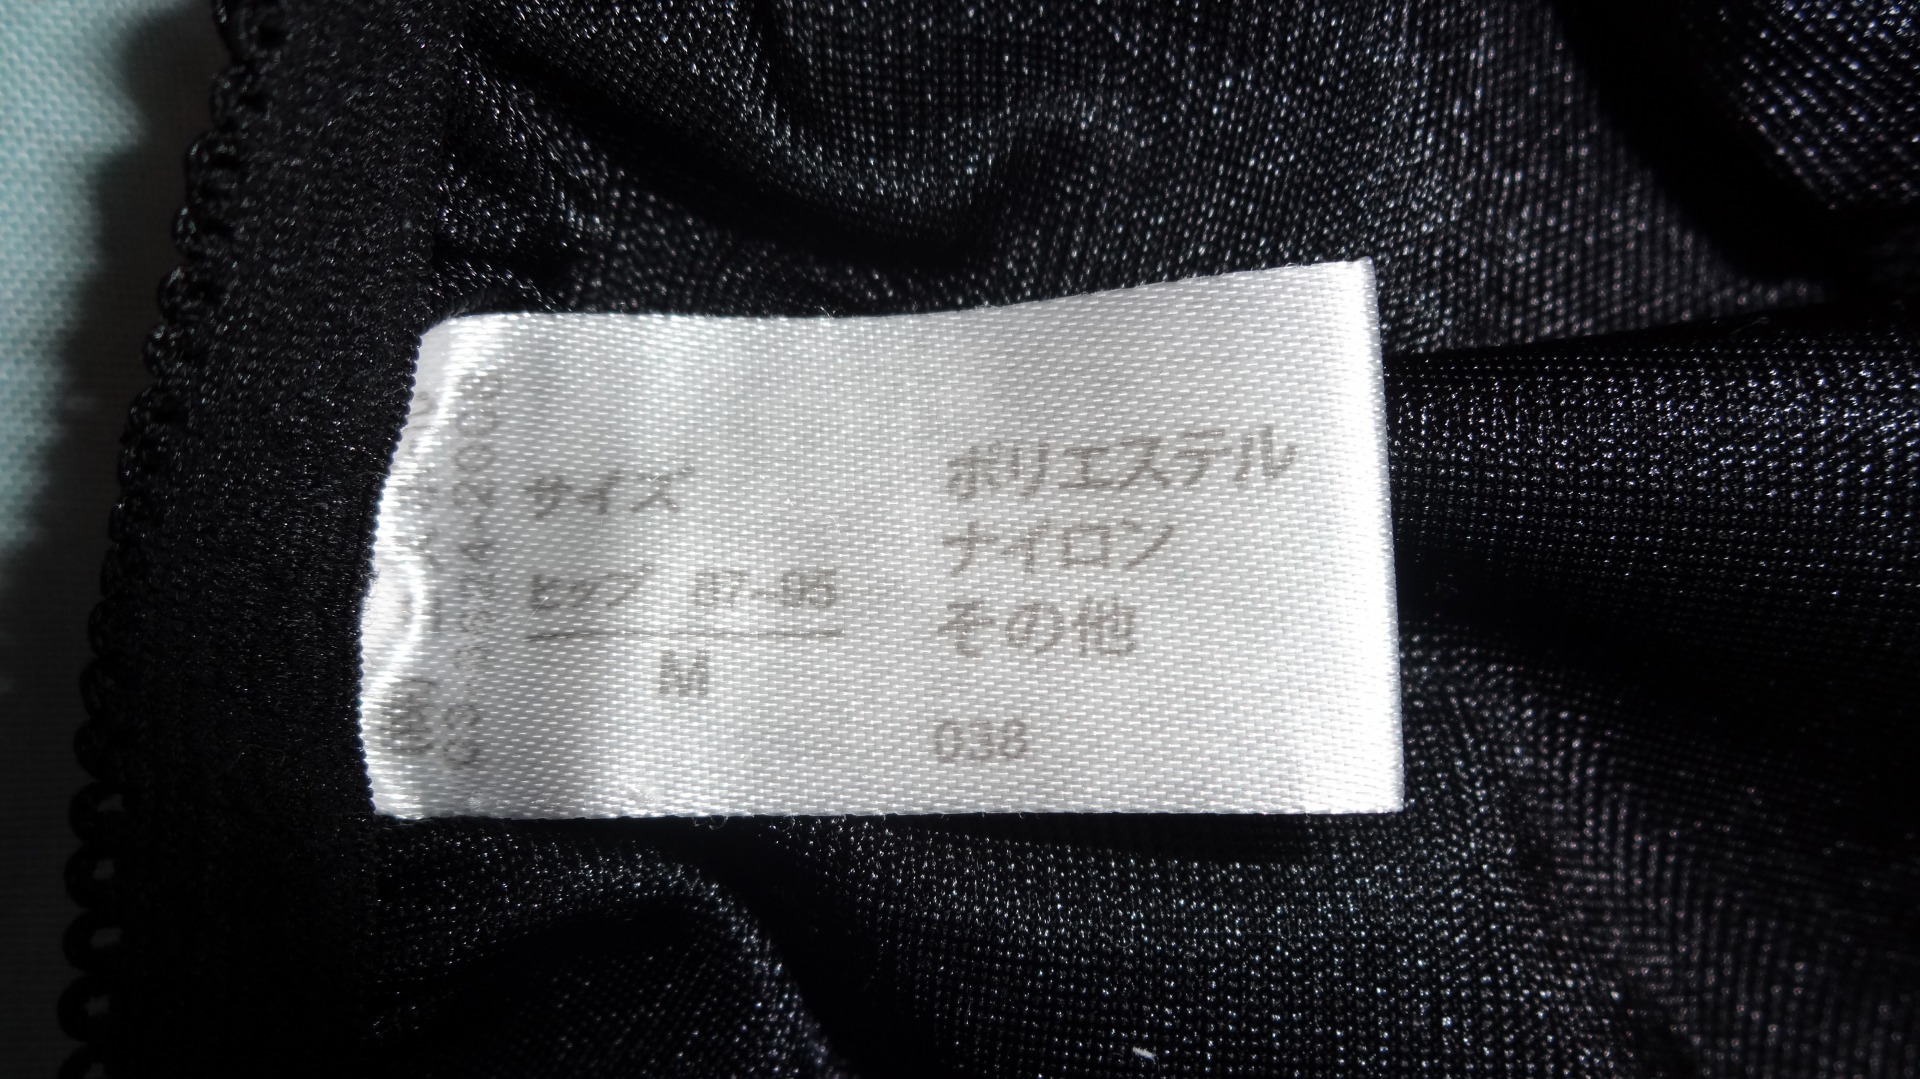 サイズ
ヒップ 87-95
M
ポリエステル
ナイロン
その他
038